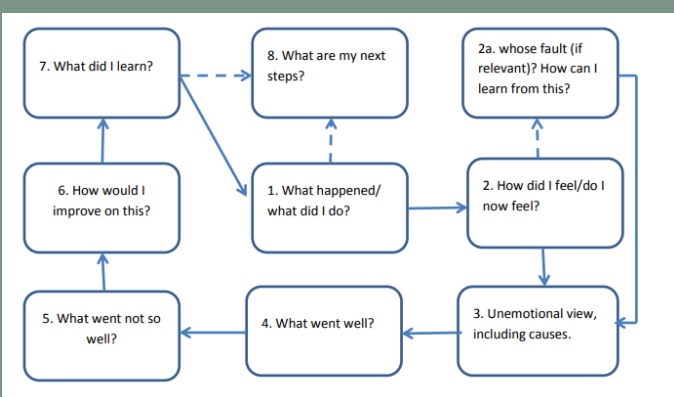 7. What did I learn?
8. What are my next
steps?
2a. whose fault (if
relevant)? How can I
learn from this?
6. How would I
improve on this?
1. What happened/
what did I do?
2. How did I feel/do I
now feel?
5. What went not so
well?
4. What went well?
3. Unemotional view,
including causes.